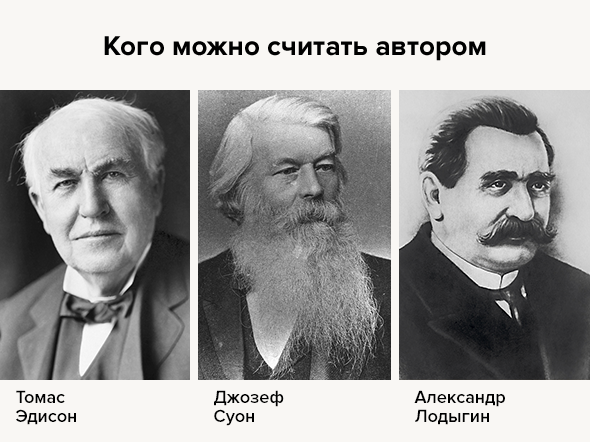 Кого можно считать автором
Томас
Эдисон
Джозеф
Суон
Александр
Лодыгин